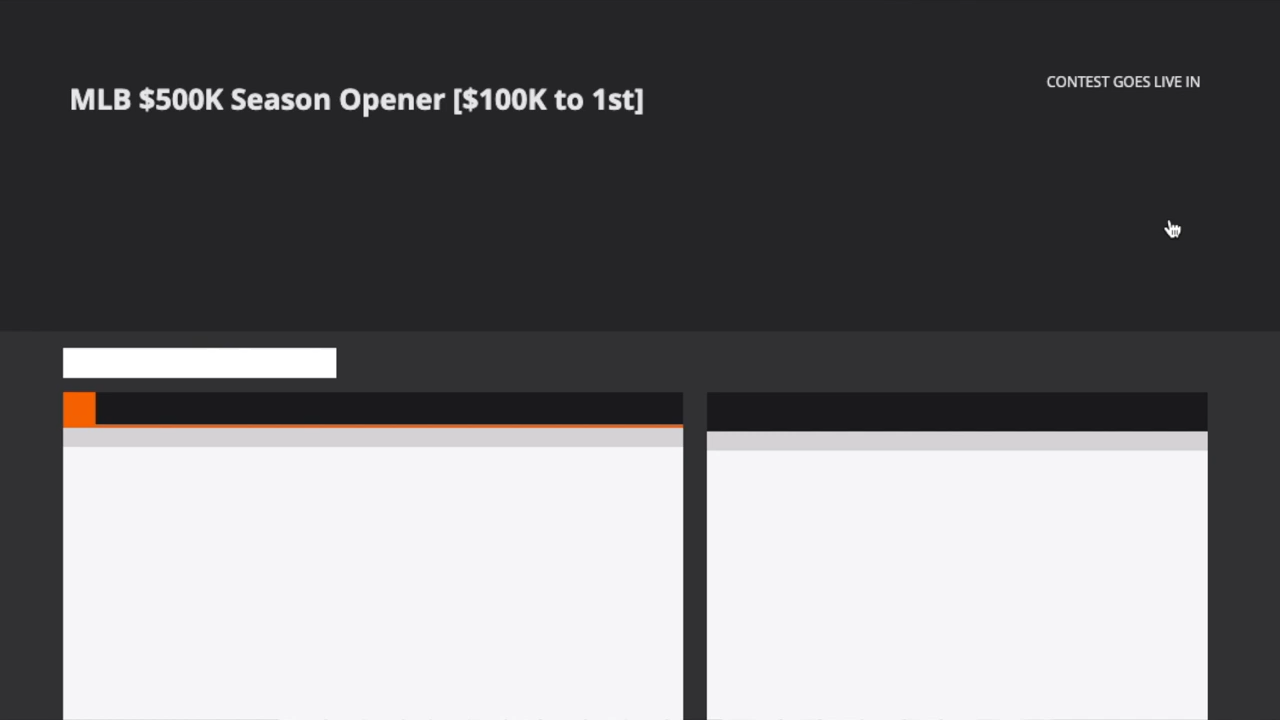 MLB $500K Season Opener [$100K to 1st]
CONTEST GOES LIVE IN